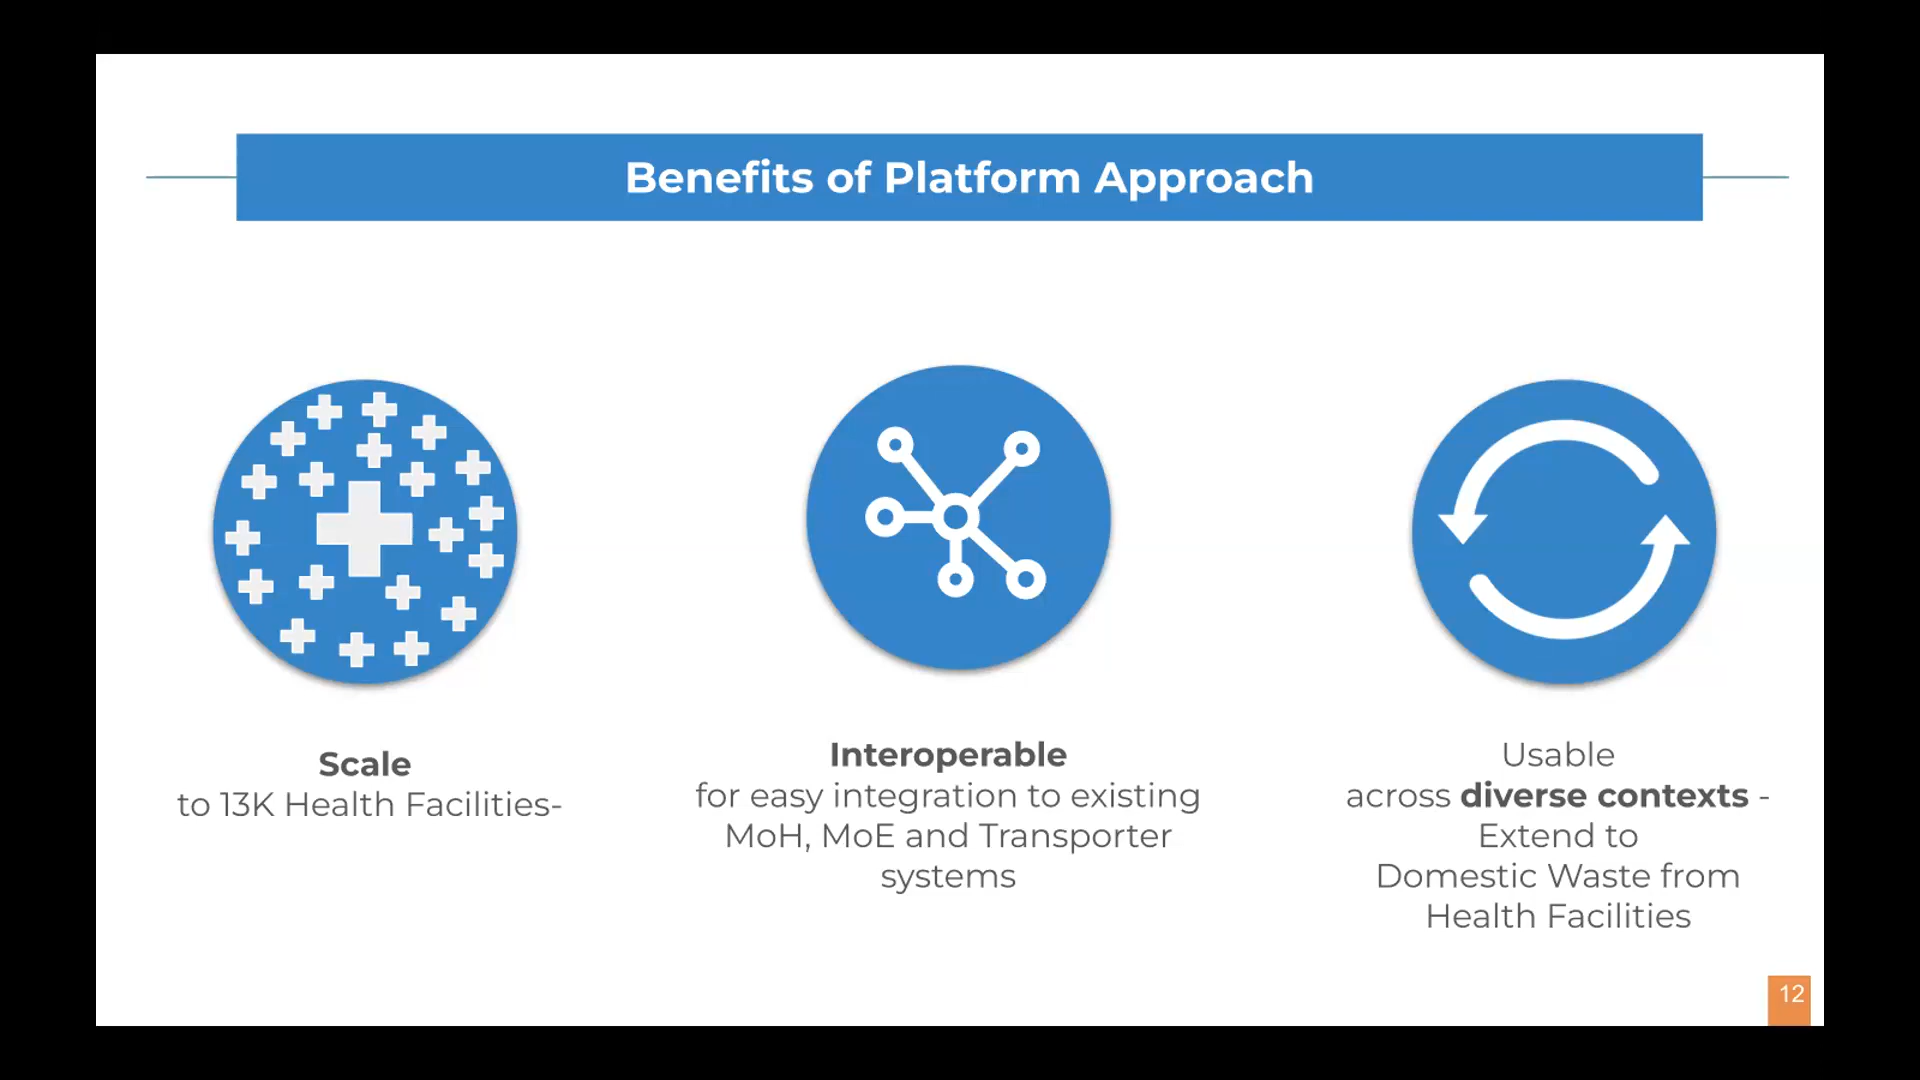 Benefits of Platform Approach
Scale
to 13K Health Facilities-
Interoperable
for easy integration to existing
MoH, MoE and Transporter
systems
Usable
across diverse contexts -
Extend to
Domestic Waste from
Health Facilities
12